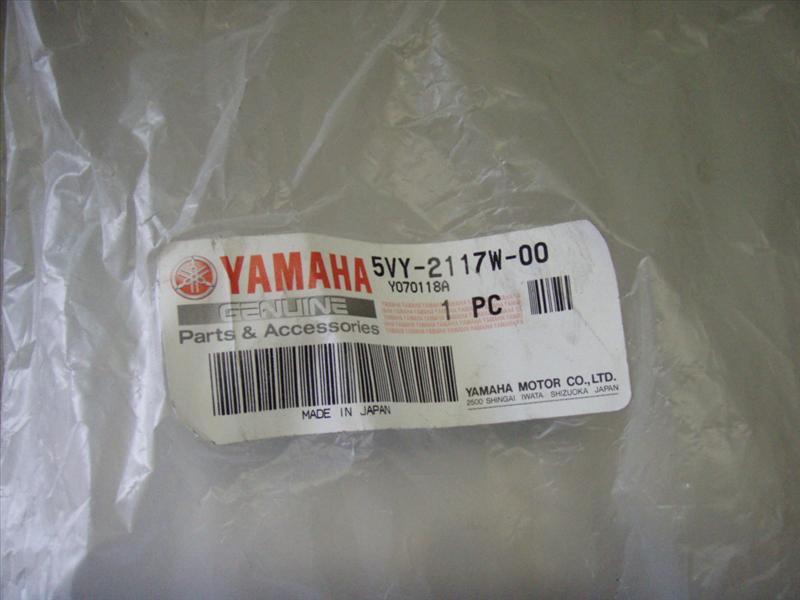 YAMAHA
GENUINE
Parts & Accessories
5VY-2117W-00
Y070118A
1 PC
MADE IN JAPAN
YAMAHA MOTOR CO.,LTD.
2500 SHINGAI IWATA SHIZUOKA JAPAN